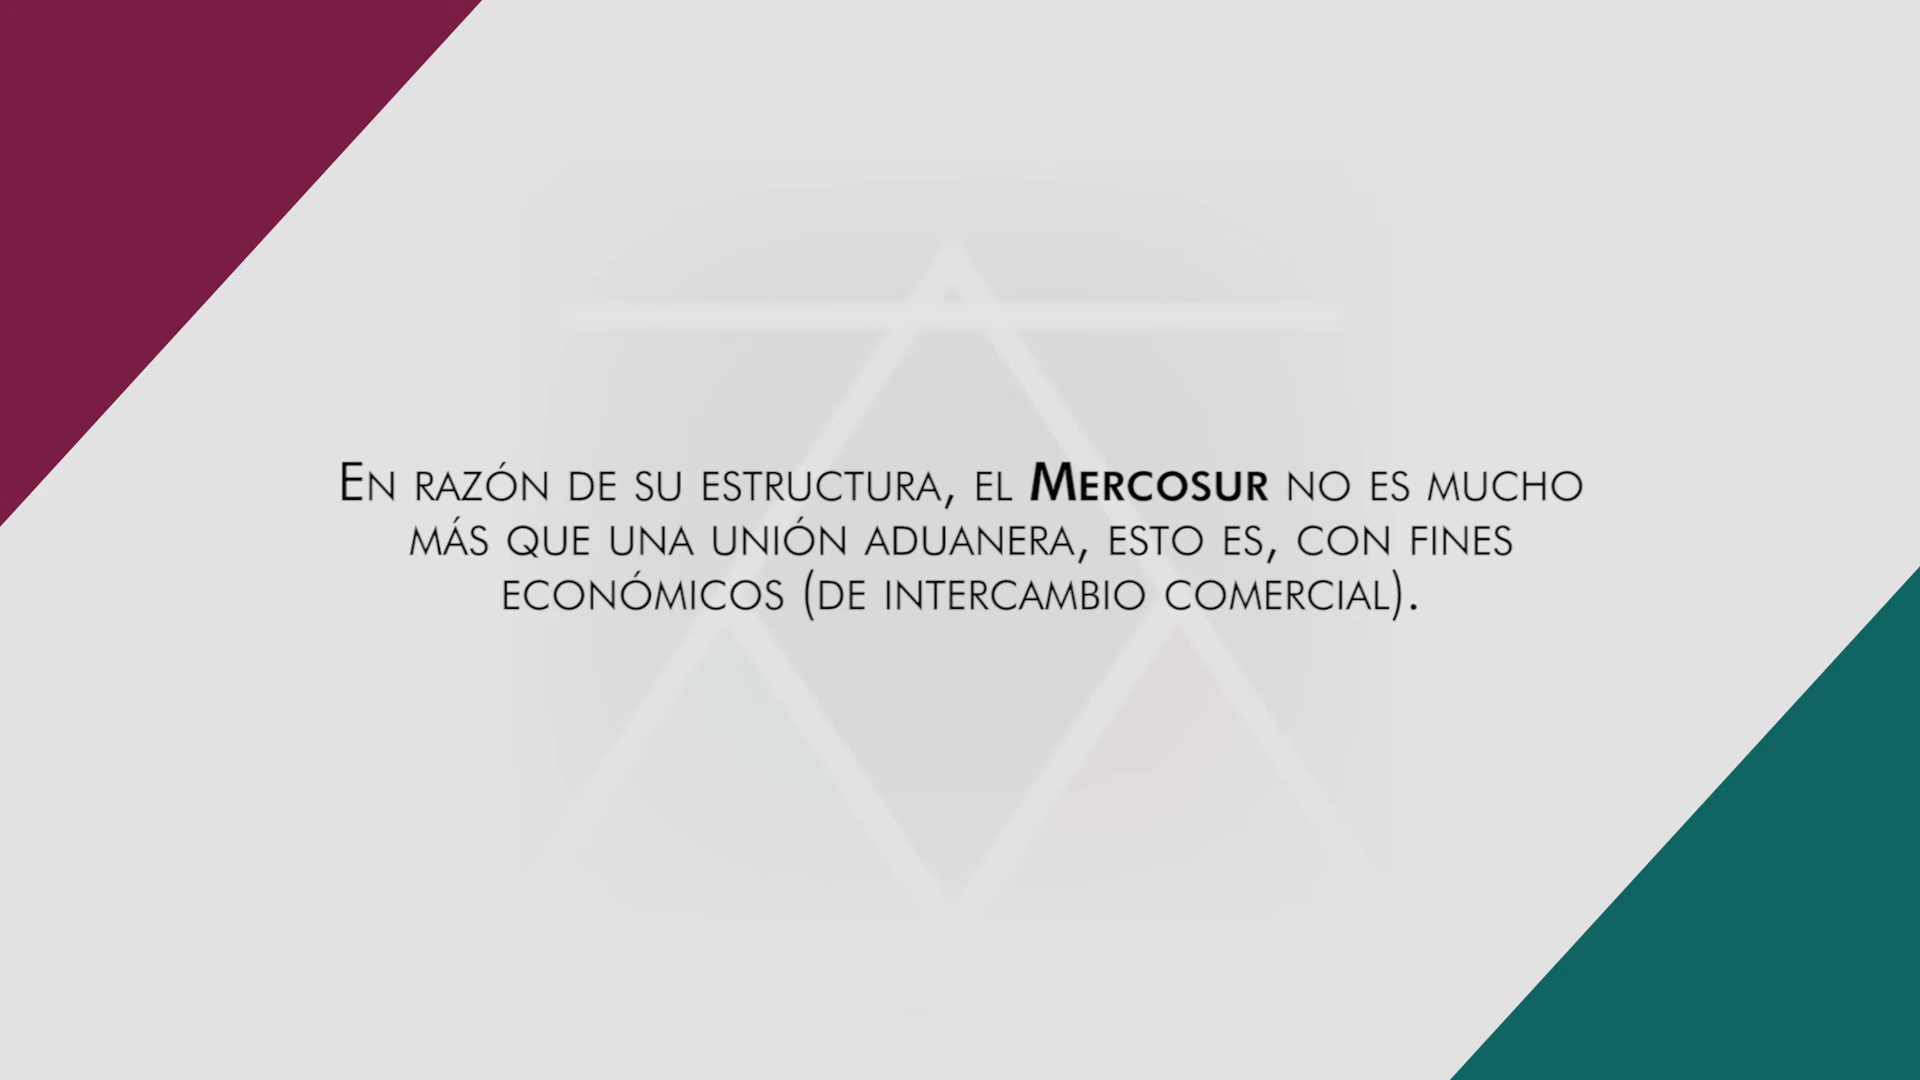 En razón de su estructura, el Mercosur no es mucho
más que una unión aduanera, esto es, con fines
económicos (de intercambio comercial).